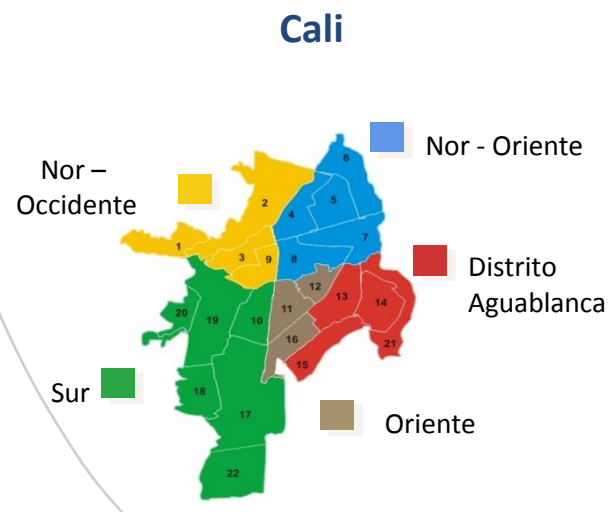 Cali
Nor - Oriente
Nor –
Occidente
Distrito
Aguablanca
Sur
Oriente
6
5
2
4
7
1
3
9
8
12
13
14
11
20
19
10
16
21
15
18
17
22